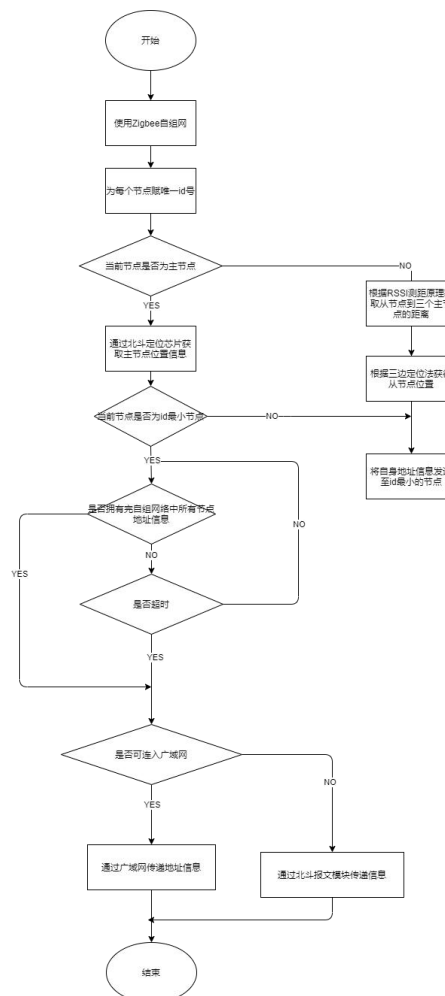 开始
使用Zigbee自组网
为每个节点赋唯一id号
当前节点是否为主节点
NO
YES
根据RSSI测距原理
取从节点到三个主
点的距离
通过北斗定位芯片获
取主节点位置信息
根据三边定位法获
从节点位置
当前节点是否为id最小节点
NO
YES
将自身地址信息发
至id最小的节点
是否拥有完自组网络中所有节点
地址信息
NO
YES
NO
是否超时
YES
是否可连入广域网
NO
YES
通过广域网传递地址信息
通过北斗报文模块传递信息
结束